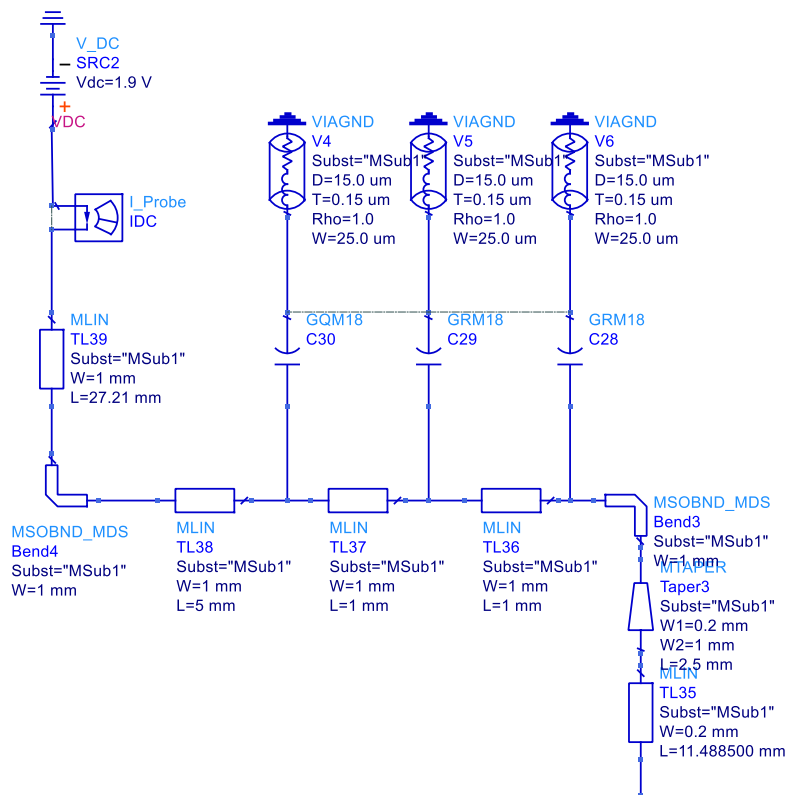 V_DC
SRC2
Vdc=1.9 V
VDC
I_Probe
IDC
VIAGND
V4
Subst="MSub1"
D=15.0 um
T=0.15 um
Rho=1.0
W=25.0 um
VIAGND
V5
Subst="MSub1"
D=15.0 um
T=0.15 um
Rho=1.0
W=25.0 um
VIAGND
V6
Subst="MSub1"
D=15.0 um
T=0.15 um
Rho=1.0
W=25.0 um
MLIN
TL39
Subst="MSub1"
W=1 mm
L=27.21 mm
GQM18
C30
GRM18
C29
GRM18
C28
MSOBND_MDS
Bend4
Subst="MSub1"
W=1 mm
MLIN
TL38
Subst="MSub1"
W=1 mm
L=5 mm
MLIN
TL37
Subst="MSub1"
W=1 mm
L=1 mm
MLIN
TL36
Subst="MSub1"
W=1 mm
L=1 mm
MSOBND_MDS
Bend3
Subst="MSub1"
W=1 mm
MTAPER
Taper3
Subst="MSub1"
W1=0.2 mm
W2=1 mm
L=2.5 mm
MLIN
TL35
Subst="MSub1"
W=0.2 mm
L=11.488500 mm